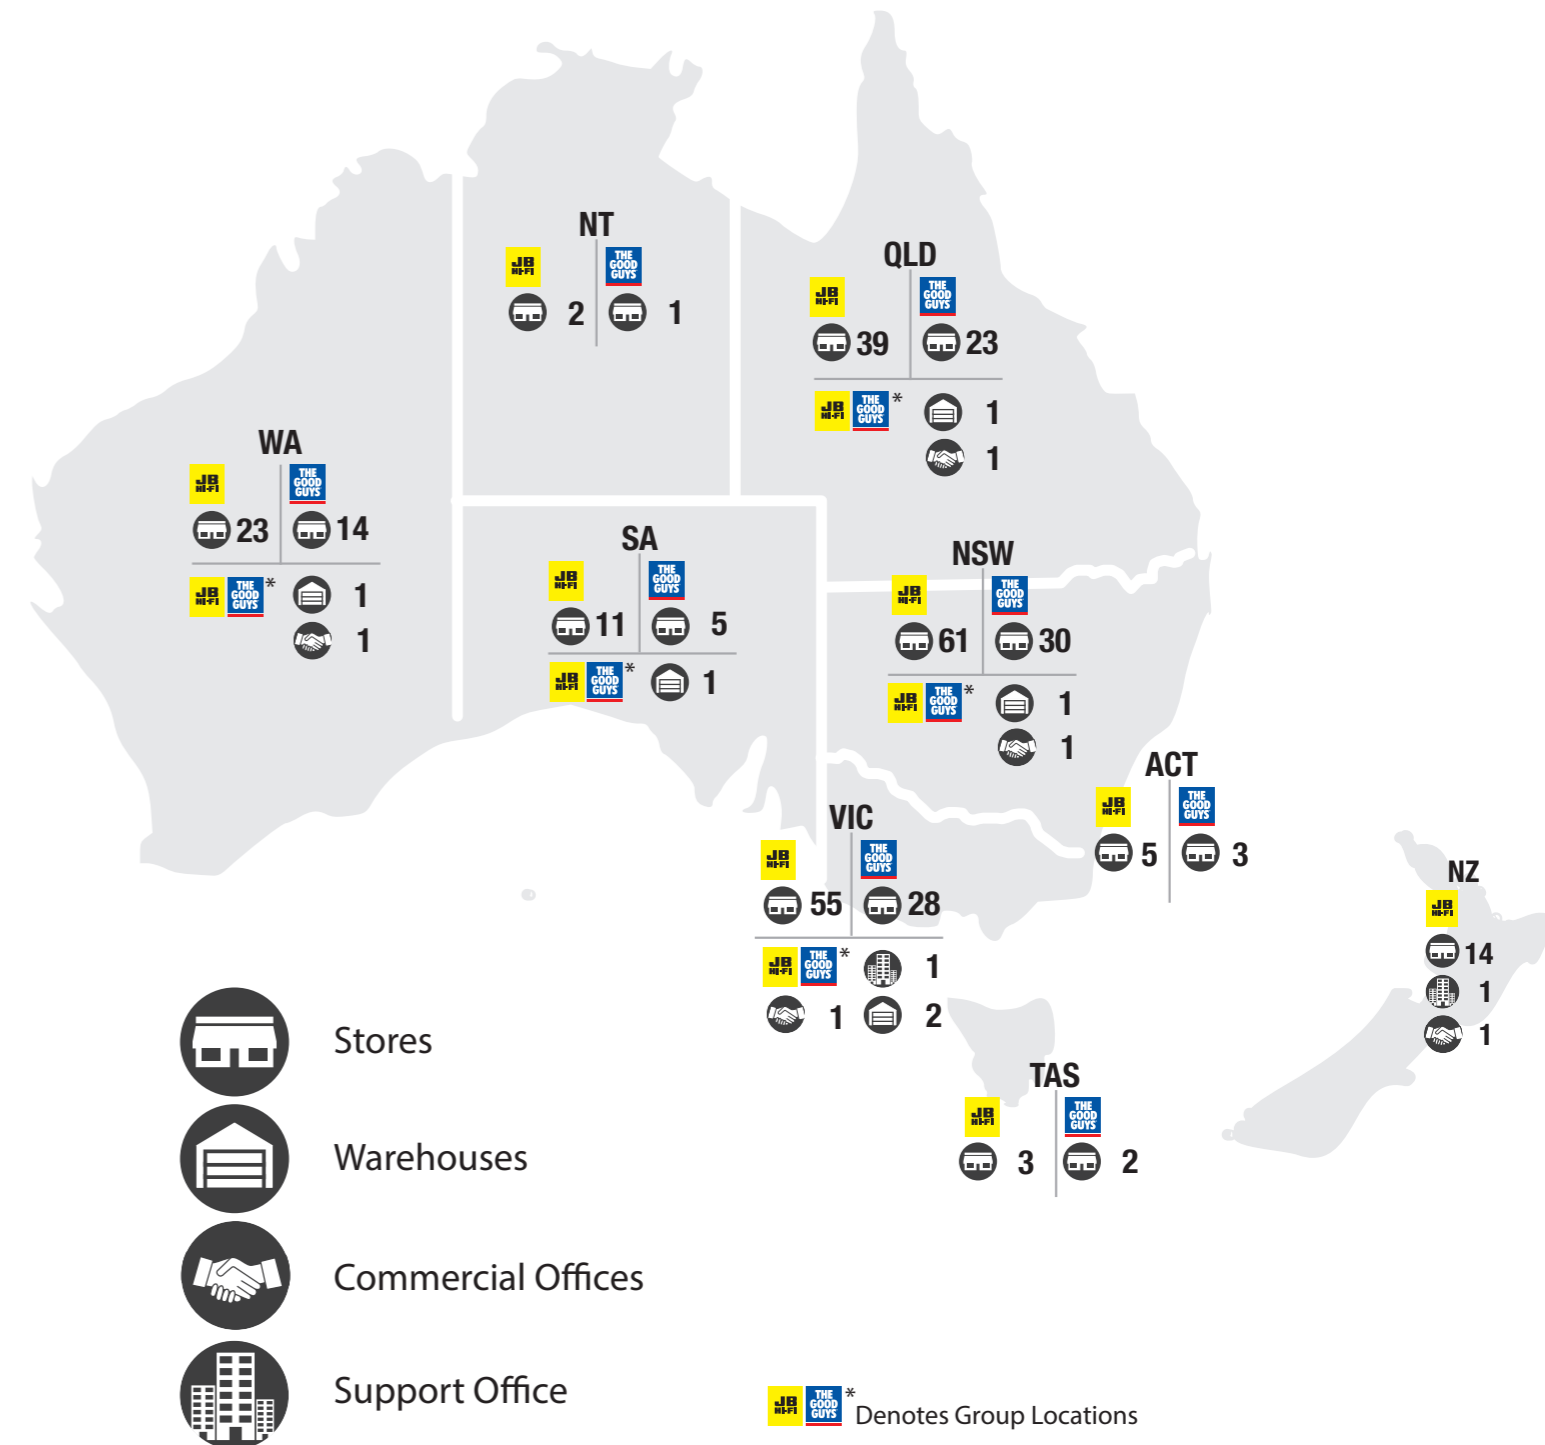 NT
JB HI-FI
THE GOOD GUYS
2
1
QLD
JB HI-FI
THE GOOD GUYS
39
23
JB HI-FI
THE GOOD GUYS
*
1
1
WA
JB HI-FI
THE GOOD GUYS
23
14
JB HI-FI
THE GOOD GUYS
*
1
1
SA
JB HI-FI
THE GOOD GUYS
11
5
JB HI-FI
THE GOOD GUYS
*
1
NSW
JB HI-FI
THE GOOD GUYS
61
30
JB HI-FI
THE GOOD GUYS
*
1
1
ACT
JB HI-FI
THE GOOD GUYS
5
3
VIC
JB HI-FI
THE GOOD GUYS
55
28
JB HI-FI
THE GOOD GUYS
*
1
1
2
NZ
JB HI-FI
14
1
1
TAS
JB HI-FI
THE GOOD GUYS
3
2
Stores
Warehouses
Commercial Offices
Support Office
JB HI-FI
THE GOOD GUYS
* Denotes Group Locations